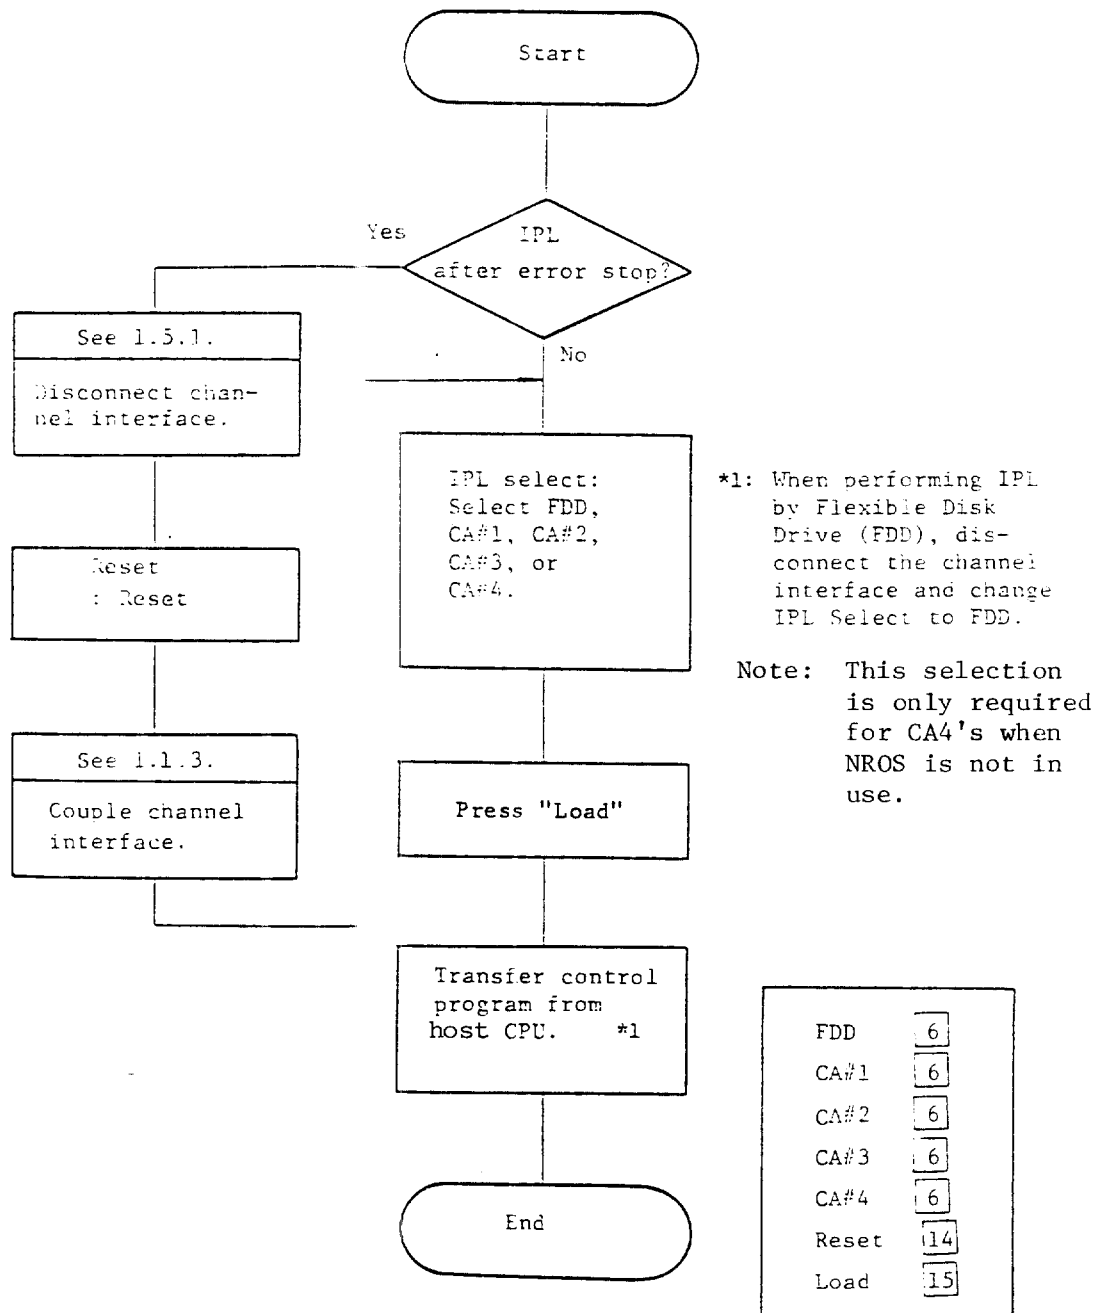 Start
Yes
IPL
after error stop?
No
See 1.5.1.
Disconnect chan-
nel interface.
Reset
: Reset
See 1.1.3.
Couple channel
interface.
IPL select:
Select FDD,
CA#1, CA#2,
CA#3, or
CA#4.
*1: When performing IPL
by Flexible Disk
Drive (FDD), dis-
connect the channel
interface and change
IPL Select to FDD.
Note: This selection
is only required
for CA4's when
NROS is not in
use.
Press "Load"
Transfer control
program from
host CPU. *1
End
FDD 6
CA#1 6
CA#2 6
CA#3 6
CA#4 6
Reset 14
Load 15